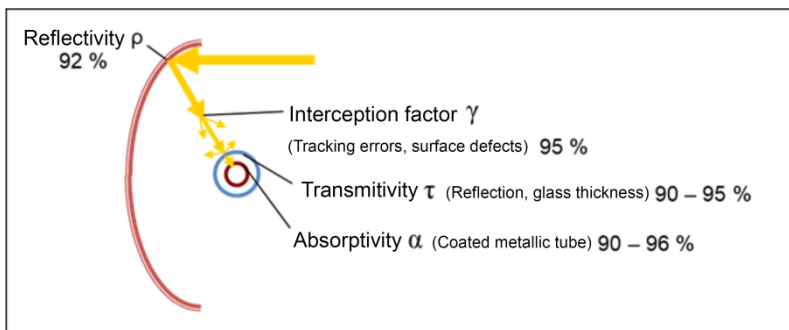 Reflectivity ρ
92 %
Interception factor γ
(Tracking errors, surface defects) 95 %
Transmitivity τ (Reflection, glass thickness) 90 – 95 %
Absorptivity α (Coated metallic tube) 90 – 96 %